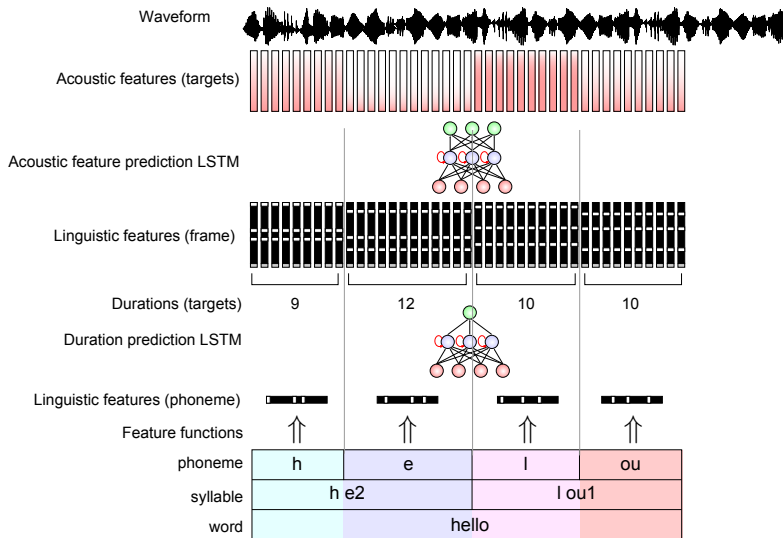 Waveform
Acoustic features (targets)
Acoustic feature prediction LSTM
Linguistic features (frame)
Durations (targets) 9 12 10 10
Duration prediction LSTM
Linguistic features (phoneme)
Feature functions
phoneme h e l ou
syllable h e2 l ou1
word hello